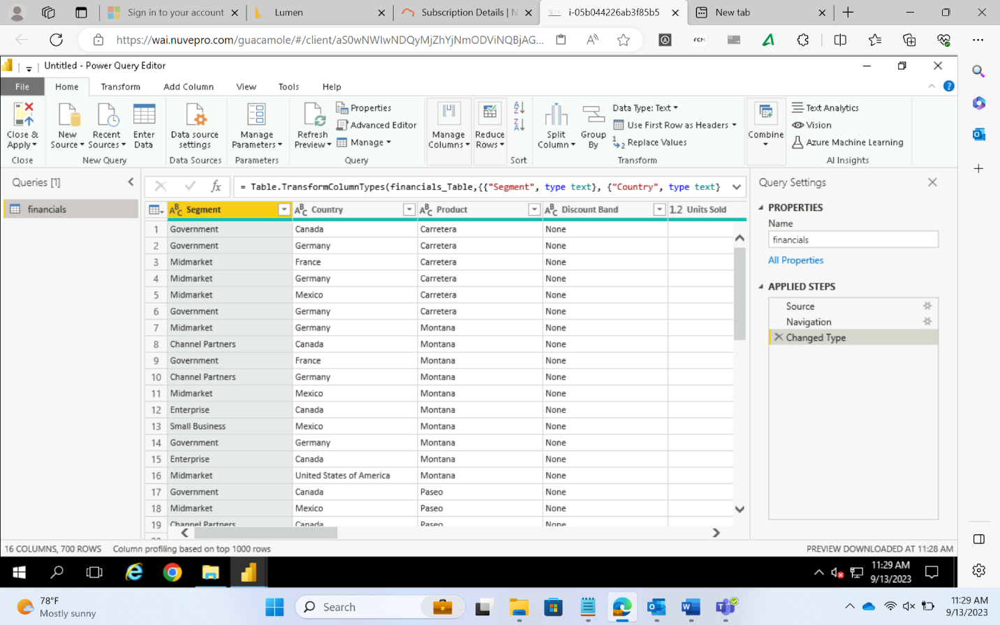 Sign in to your account
Lumen
Subscription Details | N
i-05b044226ab3f85b5
New tab
https://wai.nuvepro.com/guacamole/#/client/aS0wNWIwNDQyMjZhYjNmODViNQBjAG...
FCM
Untitled - Power Query Editor
File Home Transform Add Column View Tools Help
Close & Apply
New Source
Recent Sources
Enter Data
Data source settings
Manage Parameters
Refresh Preview
Properties
Advanced Editor
Manage
Manage Columns
Reduce Rows
Split Column
Group By
Data Type: Text
Use First Row as Headers
Replace Values
Combine
Text Analytics
Vision
Azure Machine Learning
Close New Query Data Sources Parameters Query Sort Transform AI Insights
Queries [1]
financials
fx = Table.TransformColumnTypes(financials_Table,{{"Segment", type text}, {"Country", type text}
Segment Country Product Discount Band 1.2 Units Sold
1 Government Canada Carretera None
2 Government Germany Carretera None
3 Midmarket France Carretera None
4 Midmarket Germany Carretera None
5 Midmarket Mexico Carretera None
6 Government Germany Carretera None
7 Midmarket Germany Montana None
8 Channel Partners Canada Montana None
9 Government France Montana None
10 Channel Partners Germany Montana None
11 Midmarket Mexico Montana None
12 Enterprise Canada Montana None
13 Small Business Mexico Montana None
14 Government Germany Montana None
15 Enterprise Canada Montana None
16 Midmarket United States of America Montana None
17 Government Canada Paseo None
18 Midmarket Mexico Paseo None
19 Channel Partners Canada Paseo None
Query Settings
PROPERTIES
Name
financials
All Properties
APPLIED STEPS
Source
Navigation
Changed Type
16 COLUMNS, 700 ROWS Column profiling based on top 1000 rows
PREVIEW DOWNLOADED AT 11:28 AM
11:29 AM
9/13/2023
78°F
Mostly sunny
Search
11:29 AM
9/13/2023